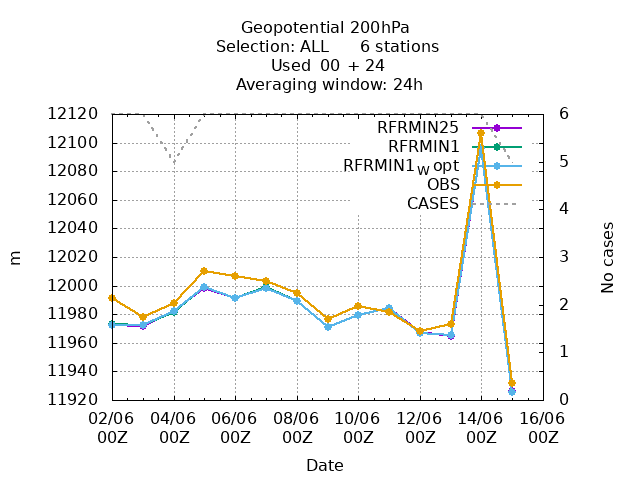 Geopotential 200hPa
Selection: ALL 6 stations
Used 00 + 24
Averaging window: 24h
12120
12100
12080
12060
12040
12020
12000
11980
11960
11940
11920
m
RFRMIN25
RFRMIN1
RFRMIN1_W opt
OBS
CASES
6
5
4
3
2
1
0
No cases
02/06 04/06 06/06 08/06 10/06 12/06 14/06 16/06
00Z 00Z 00Z 00Z 00Z 00Z 00Z 00Z
Date